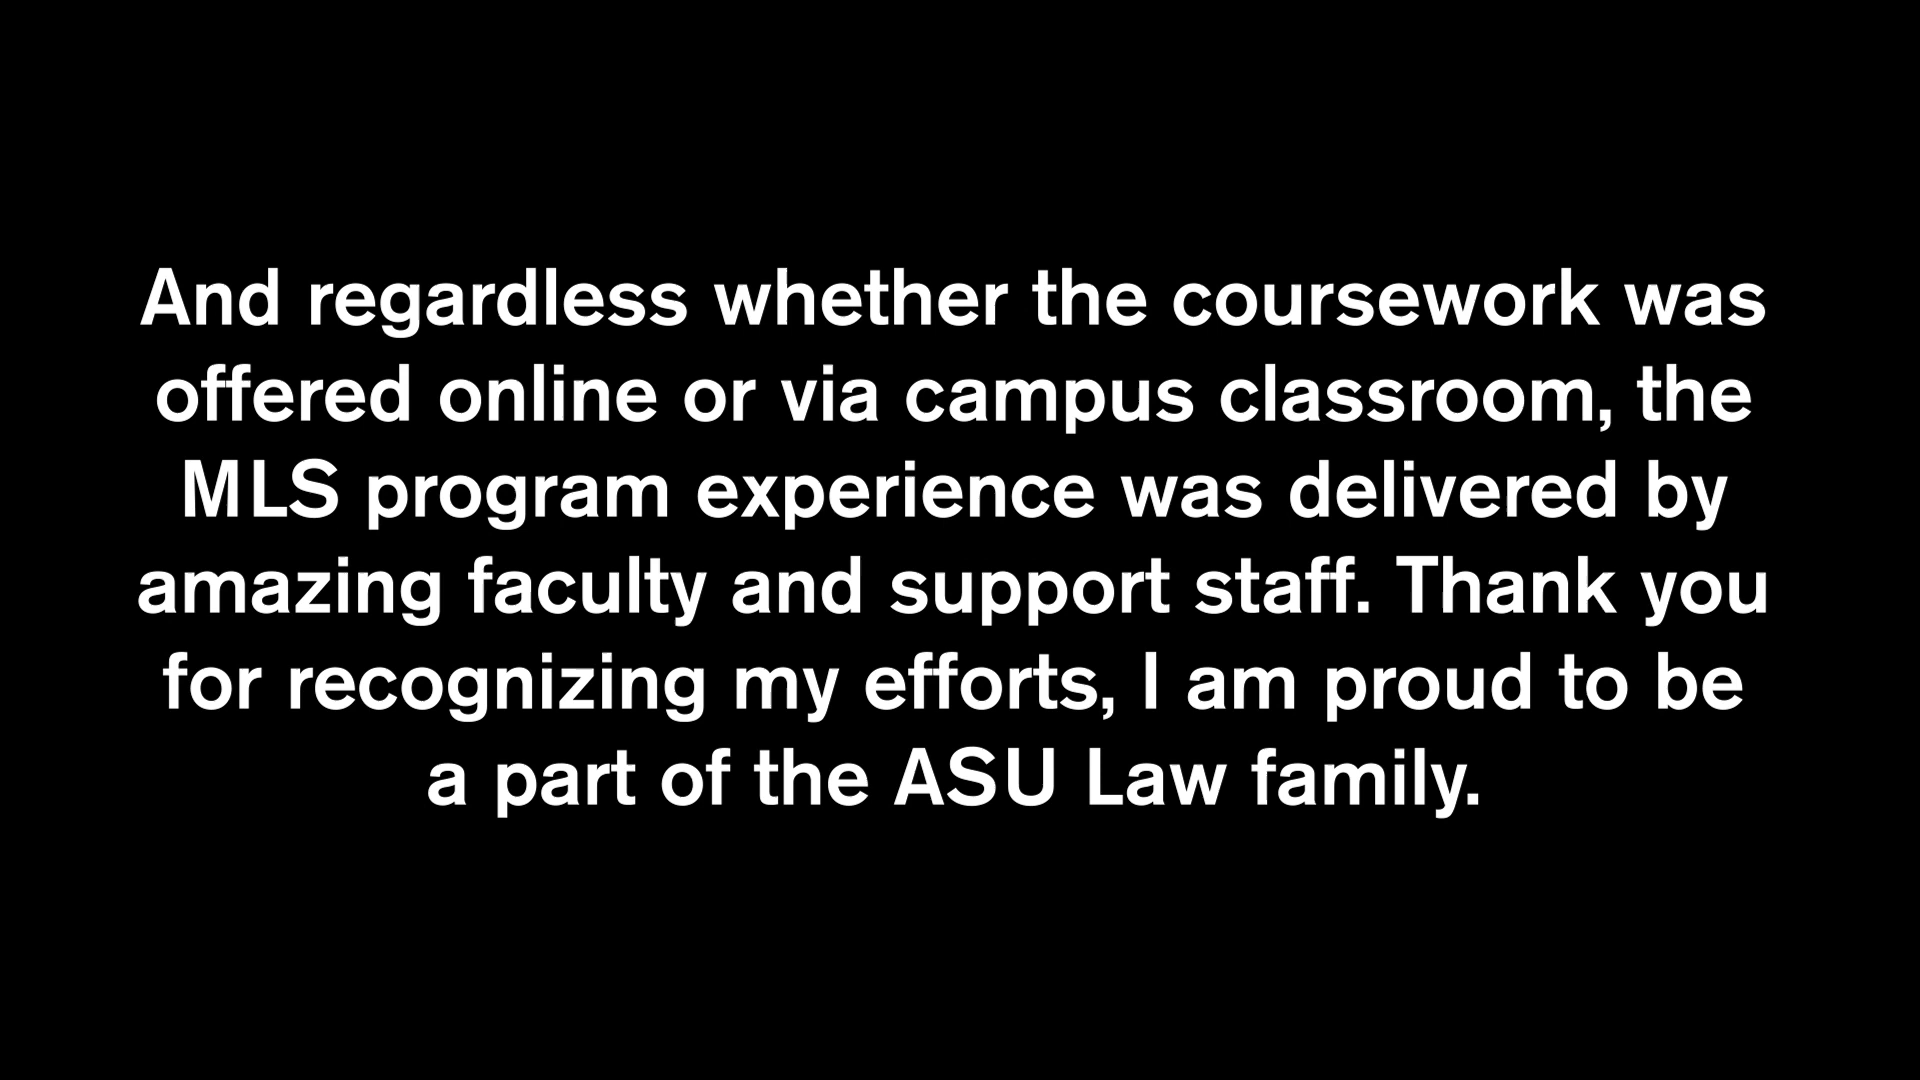 And regardless whether the coursework was
offered online or via campus classroom, the
MLS program experience was delivered by
amazing faculty and support staff. Thank you
for recognizing my efforts, I am proud to be
a part of the ASU Law family.